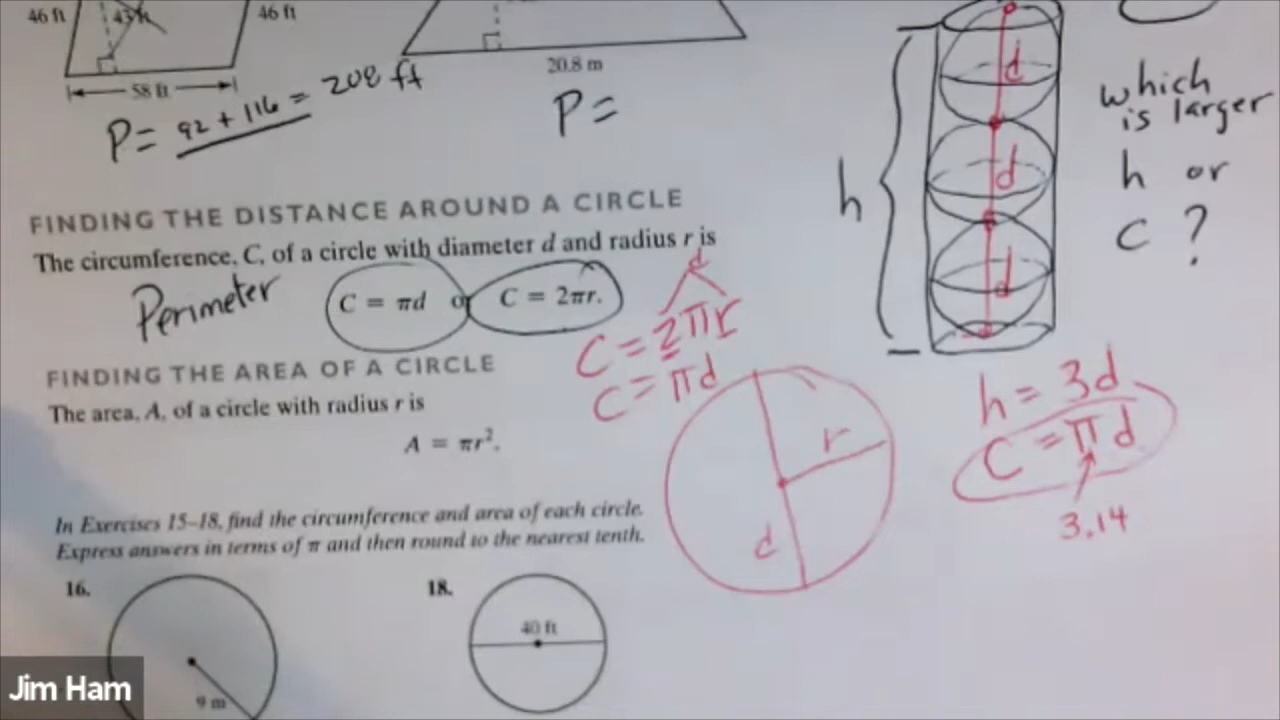 46 ft
43 ft
46 ft
58 ft
P = 92 + 116 = 208 ft
20.8 m
P =
FINDING THE DISTANCE AROUND A CIRCLE
The circumference, C, of a circle with diameter d and radius r is
Perimeter
C = πd or C = 2πr.
d
C = 2πr
C = πd
FINDING THE AREA OF A CIRCLE
The area, A, of a circle with radius r is
A = πr².
r
d
In Exercises 15–18, find the circumference and area of each circle.
Express answers in terms of π and then round to the nearest tenth.
16.
9 m
18.
40 ft
h
d
d
d
which
is larger
h or
C ?
h = 3d
C = πd
3.14
Jim Ham